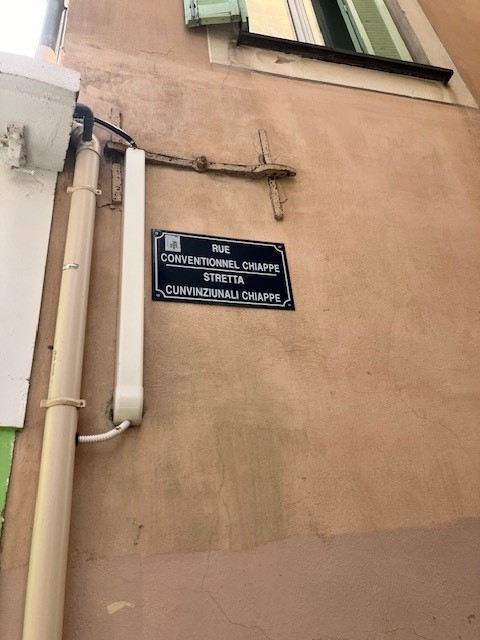 RUE
CONVENTIONNEL CHIAPPE
STRETTA
CUNVINZIUNALI CHIAPPE